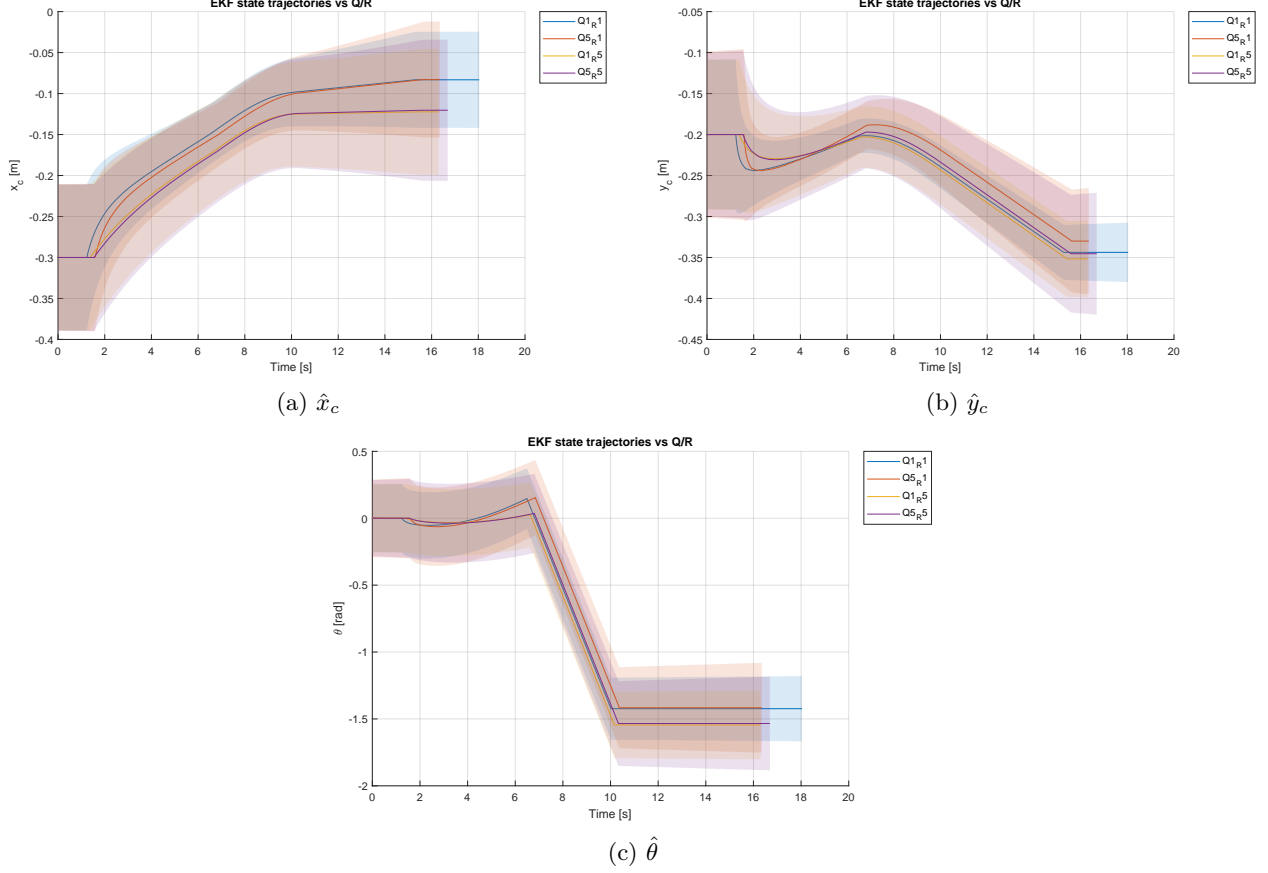 EKF state trajectories vs Q/R
0
-0.05
-0.1
-0.15
-0.2
-0.25
-0.3
-0.35
-0.4
x_c [m]
0 2 4 6 8 10 12 14 16 18 20
Time [s]
Q1_R1
Q5_R1
Q1_R5
Q5_R5
(a) x̂_c
EKF state trajectories vs Q/R
-0.05
-0.1
-0.15
-0.2
-0.25
-0.3
-0.35
-0.4
-0.45
y_c [m]
0 2 4 6 8 10 12 14 16 18 20
Time [s]
Q1_R1
Q5_R1
Q1_R5
Q5_R5
(b) ŷ_c
EKF state trajectories vs Q/R
0.5
0
-0.5
-1
-1.5
-2
θ [rad]
0 2 4 6 8 10 12 14 16 18 20
Time [s]
Q1_R1
Q5_R1
Q1_R5
Q5_R5
(c) θ̂